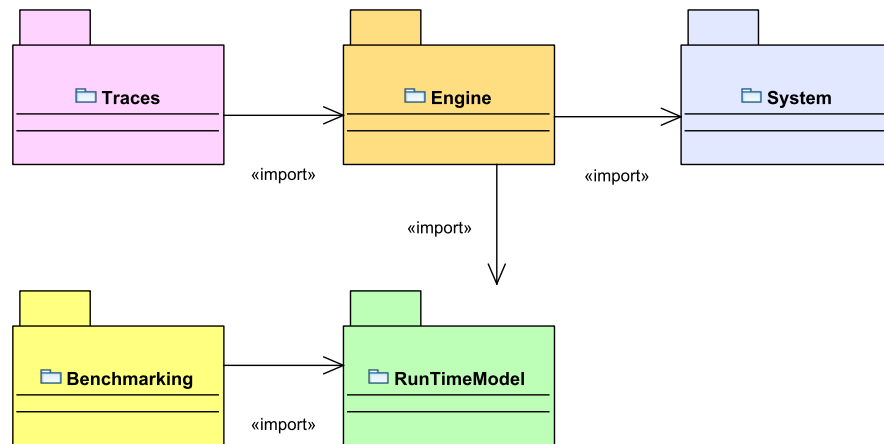 Traces
Engine
System
«import»
«import»
«import»
Benchmarking
RunTimeModel
«import»